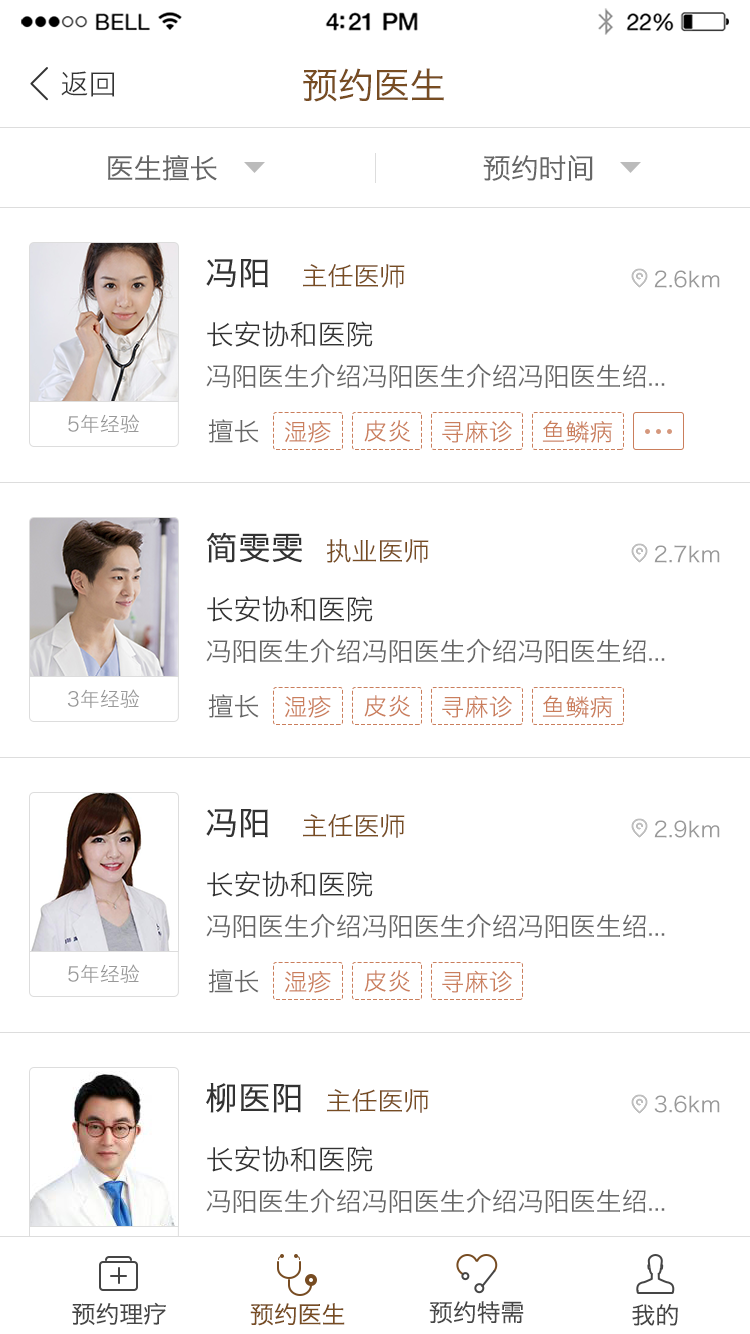 BELL 4:21 PM 22%
返回 预约医生
医生擅长 预约时间
冯阳 主任医师 2.6km
长安协和医院
冯阳医生介绍冯阳医生介绍冯阳医生绍...
5年经验
擅长 湿疹 皮炎 寻麻诊 鱼鳞病 ...
简雯雯 执业医师 2.7km
长安协和医院
冯阳医生介绍冯阳医生介绍冯阳医生绍...
3年经验
擅长 湿疹 皮炎 寻麻诊 鱼鳞病
冯阳 主任医师 2.9km
长安协和医院
冯阳医生介绍冯阳医生介绍冯阳医生绍...
5年经验
擅长 湿疹 皮炎 寻麻诊
柳医阳 主任医师 3.6km
长安协和医院
冯阳医生介绍冯阳医生介绍冯阳医生绍...
预约理疗 预约医生 预约特需 我的